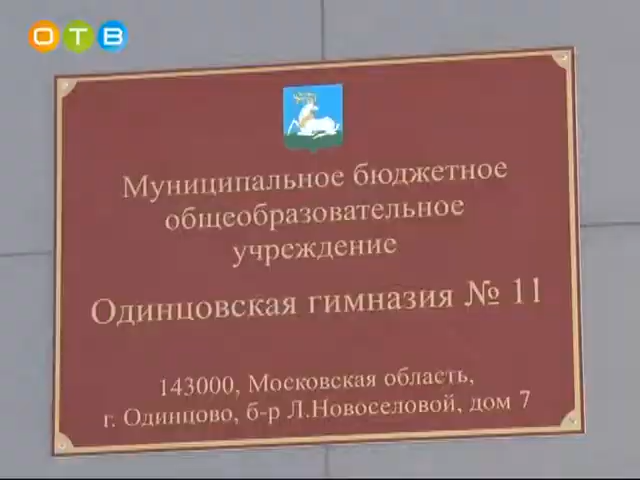 ОТВ
Муниципальное бюджетное
общеобразовательное
учреждение
Одинцовская гимназия № 11
143000, Московская область,
г. Одинцово, б-р Л.Новоселовой, дом 7